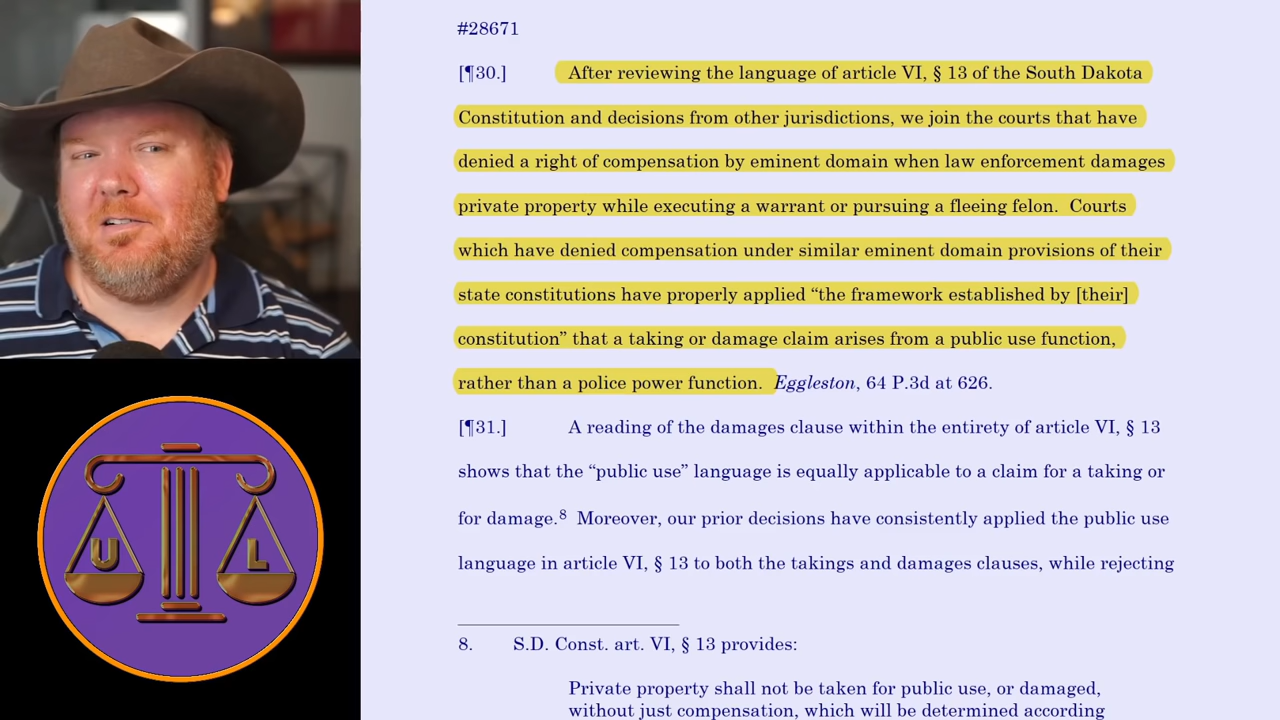 #28671
[¶30.] After reviewing the language of article VI, § 13 of the South Dakota
Constitution and decisions from other jurisdictions, we join the courts that have
denied a right of compensation by eminent domain when law enforcement damages
private property while executing a warrant or pursuing a fleeing felon. Courts
which have denied compensation under similar eminent domain provisions of their
state constitutions have properly applied “the framework established by [their]
constitution” that a taking or damage claim arises from a public use function,
rather than a police power function. Eggleston, 64 P.3d at 626.
[¶31.] A reading of the damages clause within the entirety of article VI, § 13
shows that the “public use” language is equally applicable to a claim for a taking or
for damage.8 Moreover, our prior decisions have consistently applied the public use
language in article VI, § 13 to both the takings and damages clauses, while rejecting
8. S.D. Const. art. VI, § 13 provides:
Private property shall not be taken for public use, or damaged,
without just compensation, which will be determined according
U L